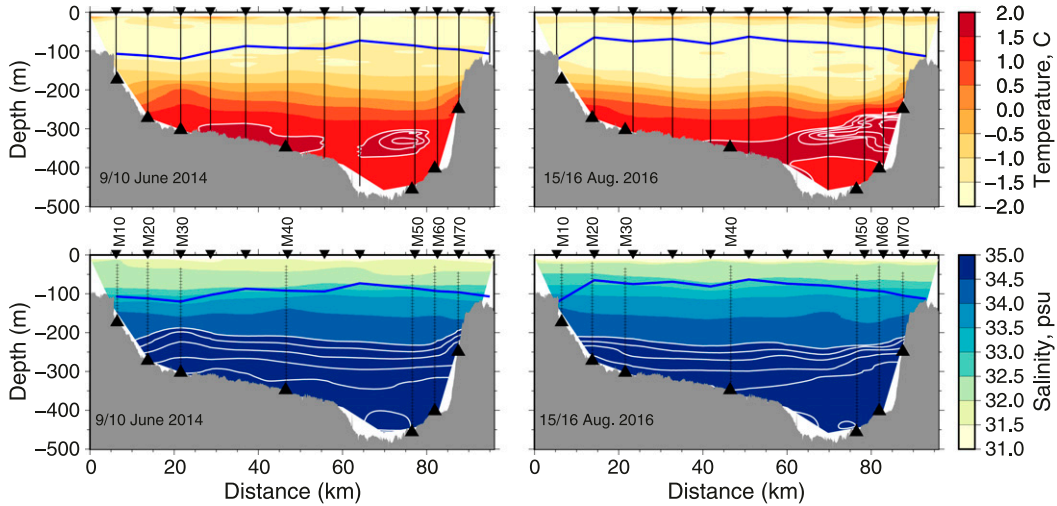 0
−100
−200
−300
−400
−500
Depth (m)
9/10 June 2014
15/16 Aug. 2016
2.0
1.5
1.0
0.5
0.0
−0.5
−1.0
−1.5
−2.0
Temperature, C
M10
M20
M30
M40
M50
M60
M70
M10
M20
M30
M40
M50
M60
M70
0
−100
−200
−300
−400
−500
Depth (m)
9/10 June 2014
15/16 Aug. 2016
35.0
34.5
34.0
33.5
33.0
32.5
32.0
31.5
31.0
Salinity, psu
0 20 40 60 80
0 20 40 60 80
Distance (km)
Distance (km)